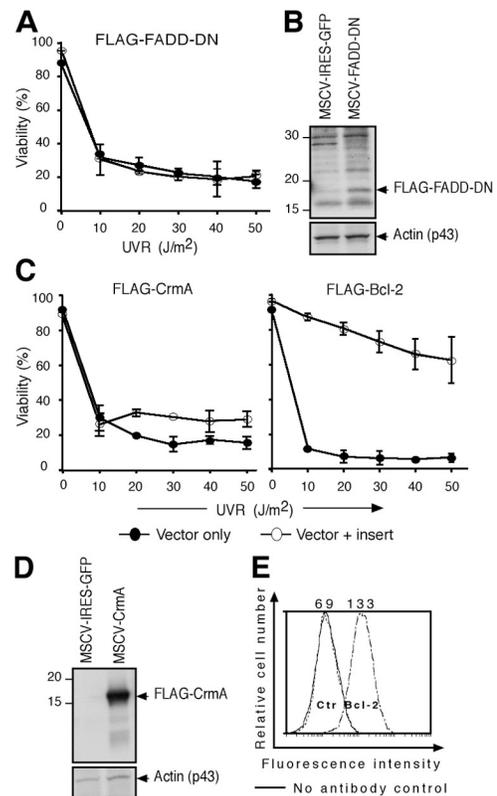 A
FLAG-FADD-DN
Viability (%)
100
80
60
40
20
0
0 10 20 30 40 50
UVR (J/m2)
B
MSCV-IRES-GFP
MSCV-FADD-DN
30
20
15
FLAG-FADD-DN
Actin (p43)
C
FLAG-CrmA
FLAG-Bcl-2
Viability (%)
100
80
60
40
20
0
0 10 20 30 40 50
0 10 20 30 40 50
UVR (J/m2)
Vector only
Vector + insert
D
MSCV-IRES-GFP
MSCV-CrmA
20
15
FLAG-CrmA
Actin (p43)
E
Relative cell number
69 133
Ctr Bcl-2
Fluorescence intensity
No antibody control